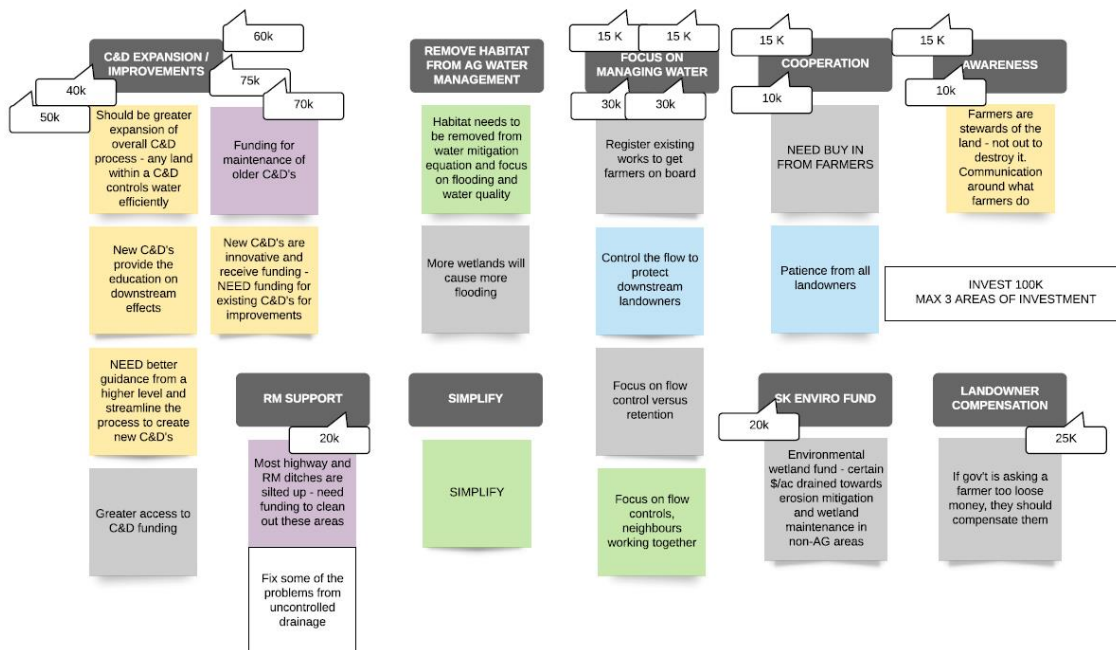 60k
C&D EXPANSION /
IMPROVEMENTS
40k
50k
75k
70k
Should be greater
expansion of
overall C&D
process - any land
within a C&D
controls water
efficiently
Funding for
maintenance of
older C&D's
New C&D's
provide the
education on
downstream
effects
New C&D's are
innovative and
receive funding -
NEED funding for
existing C&D's for
improvements
NEED better
guidance from a
higher level and
streamline the
process to create
new C&D's
Greater access to
C&D funding
RM SUPPORT
20k
Most highway and
RM ditches are
silted up - need
funding to clean
out these areas
Fix some of the
problems from
uncontrolled
drainage
REMOVE HABITAT
FROM AG WATER
MANAGEMENT
Habitat needs to
be removed from
water mitigation
equation and focus
on flooding and
water quality
More wetlands will
cause more
flooding
SIMPLIFY
SIMPLIFY
15 K
15 K
FOCUS ON
MANAGING WATER
30k
30k
Register existing
works to get
farmers on board
Control the flow to
protect
downstream
landowners
Focus on flow
control versus
retention
Focus on flow
controls,
neighbours
working together
15 K
COOPERATION
10k
NEED BUY IN
FROM FARMERS
Patience from all
landowners
15 K
AWARENESS
10k
Farmers are
stewards of the
land - not out to
destroy it.
Communication
around what
farmers do
INVEST 100K
MAX 3 AREAS OF INVESTMENT
SK ENVIRO FUND
20k
Environmental
wetland fund - certain
$/ac drained towards
erosion mitigation
and wetland
maintenance in
non-AG areas
LANDOWNER
COMPENSATION
25K
If gov't is asking a
farmer too loose
money, they should
compensate them